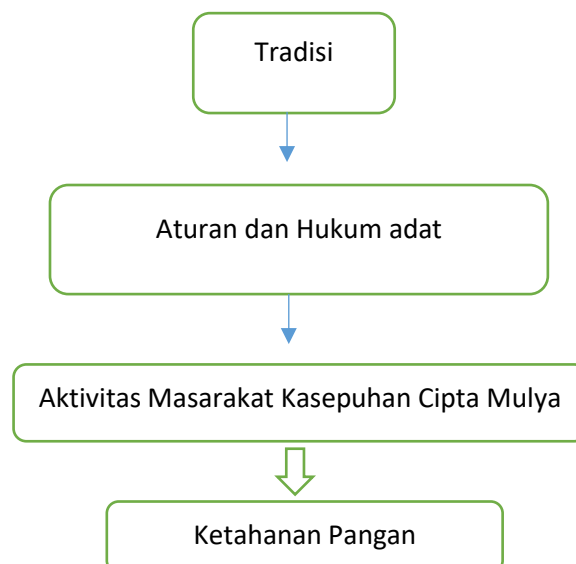 Tradisi
Aturan dan Hukum adat
Aktivitas Masarakat Kasepuhan Cipta Mulya
Ketahanan Pangan